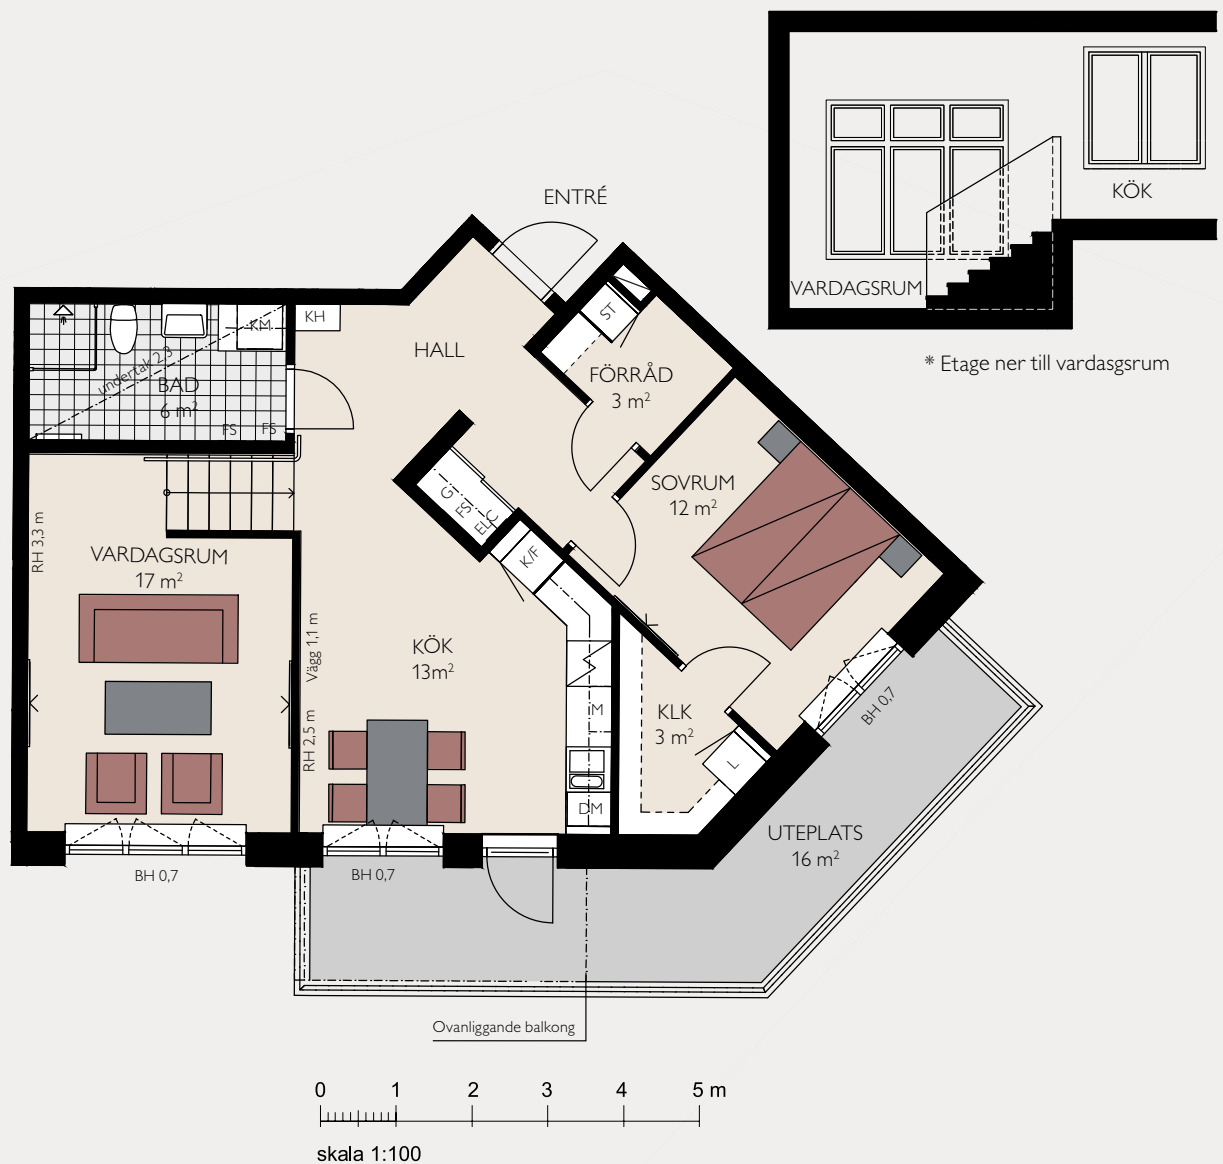 ENTRÉ
KÖK
VARDAGSRUM
* Etage ner till vardasgsrum
KH
KM
HALL
ST
undertak 2,3
BAD
6 m²
FS
FS
FÖRRÅD
3 m²
SOVRUM
12 m²
G
FS
ELC
K/F
RH 3,3 m
VARDAGSRUM
17 m²
Vägg 1,1 m
RH 2,5 m
KÖK
13m²
M
DM
KLK
3 m²
L
BH 0,7
UTEPLATS
16 m²
BH 0,7
BH 0,7
Ovanliggande balkong
0 1 2 3 4 5 m
skala 1:100